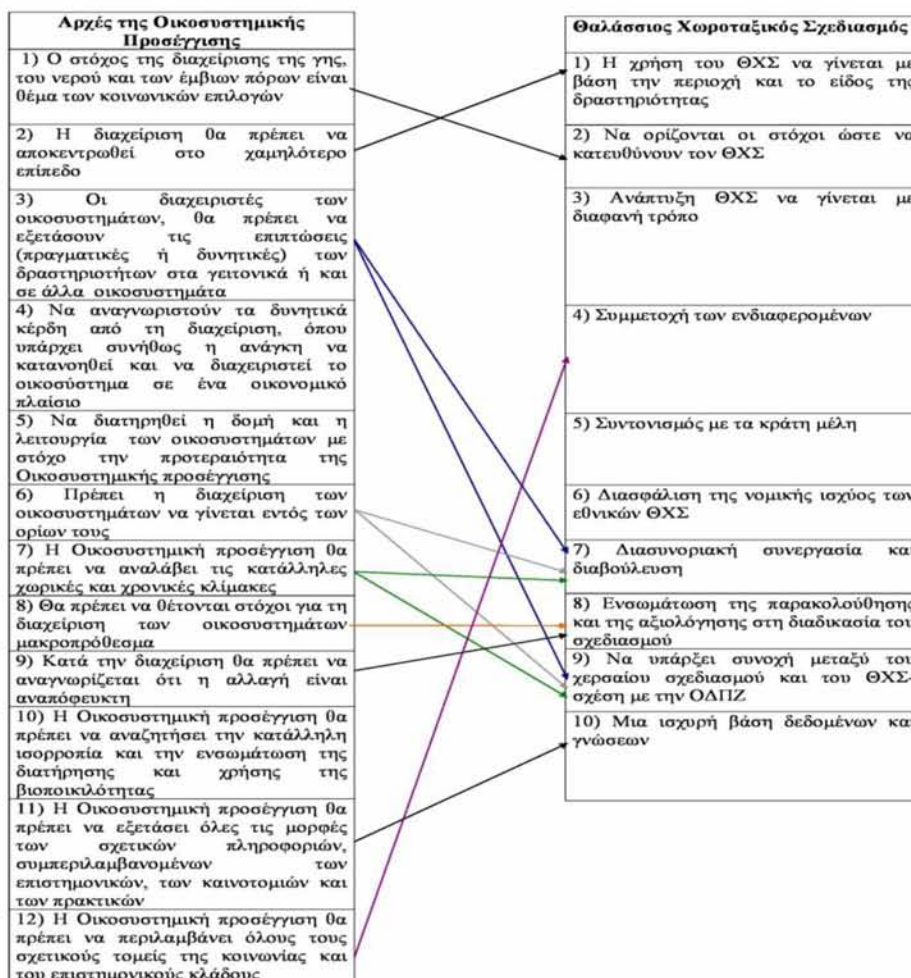 Αρχές της Οικοσυστημικής
Προσέγγισης
1) Ο στόχος της διαχείρισης της γης,
του νερού και των έμβιων πόρων είναι
θέμα των κοινωνικών επιλογών
2) Η διαχείριση θα πρέπει να
αποκεντρωθεί στο χαμηλότερο
επίπεδο
3) Οι διαχειριστές των
οικοσυστημάτων, θα πρέπει να
εξετάσουν τις επιπτώσεις
(πραγματικές ή δυνητικές) των
δραστηριοτήτων στα γειτονικά ή και
σε άλλα οικοσυστημάτα
4) Να αναγνωριστούν τα δυνητικά
κέρδη από τη διαχείριση, όπου
υπάρχει συνήθως η ανάγκη να
κατανοηθεί και να διαχειριστεί το
οικοσύστημα σε ένα οικονομικό
πλαίσιο
5) Να διατηρηθεί η δομή και η
λειτουργία των οικοσυστημάτων με
στόχο την προτεραιότητα της
Οικοσυστημικής προσέγγισης
6) Πρέπει η διαχείριση των
οικοσυστημάτων να γίνεται εντός των
ορίων τους
7) Η Οικοσυστημική προσέγγιση θα
πρέπει να αναλάβει τις κατάλληλες
χωρικές και χρονικές κλίμακες
8) Θα πρέπει να θέτονται στόχοι για τη
διαχείριση των οικοσυστημάτων
μακροπρόθεσμα
9) Κατά την διαχείριση θα πρέπει να
αναγνωρίζεται ότι η αλλαγή είναι
αναπόφευκτη
10) Η Οικοσυστημική προσέγγιση θα
πρέπει να αναζητήσει την κατάλληλη
ισορροπία και την ενσωμάτωση της
διατήρησης και χρήσης της
βιοποικιλότητας
11) Η Οικοσυστημική προσέγγιση θα
πρέπει να εξετάσει όλες τις μορφές
των σχετικών πληροφοριών,
συμπεριλαμβανομένων των
επιστημονικών, των καινοτομιών και
των πρακτικών
12) Η Οικοσυστημική προσέγγιση θα
πρέπει να περιλαμβάνει όλους τους
σχετικούς τομείς της κοινωνίας και
του επιστημονικούς κλάδους
Θαλάσσιος Χωροταξικός Σχεδιασμός
1) Η χρήση του ΘΧΣ να γίνεται με
βάση την περιοχή και το είδος της
δραστηριότητας
2) Να ορίζονται οι στόχοι ώστε να
κατευθύνουν τον ΘΧΣ
3) Ανάπτυξη ΘΧΣ να γίνεται με
διαφανή τρόπο
4) Συμμετοχή των ενδιαφερομένων
5) Συντονισμός με τα κράτη μέλη
6) Διασφάλιση της νομικής ισχύος των
εθνικών ΘΧΣ
7) Διασυνοριακή συνεργασία και
διαβούλευση
8) Ενσωμάτωση της παρακολούθησης
και της αξιολόγησης στη διαδικασία του
σχεδιασμού
9) Να υπάρξει συνοχή μεταξύ του
χερσαίου σχεδιασμού και του ΘΧΣ-
σχέση με την ΟΔΠΖ
10) Μια ισχυρή βάση δεδομένων και
γνώσεων